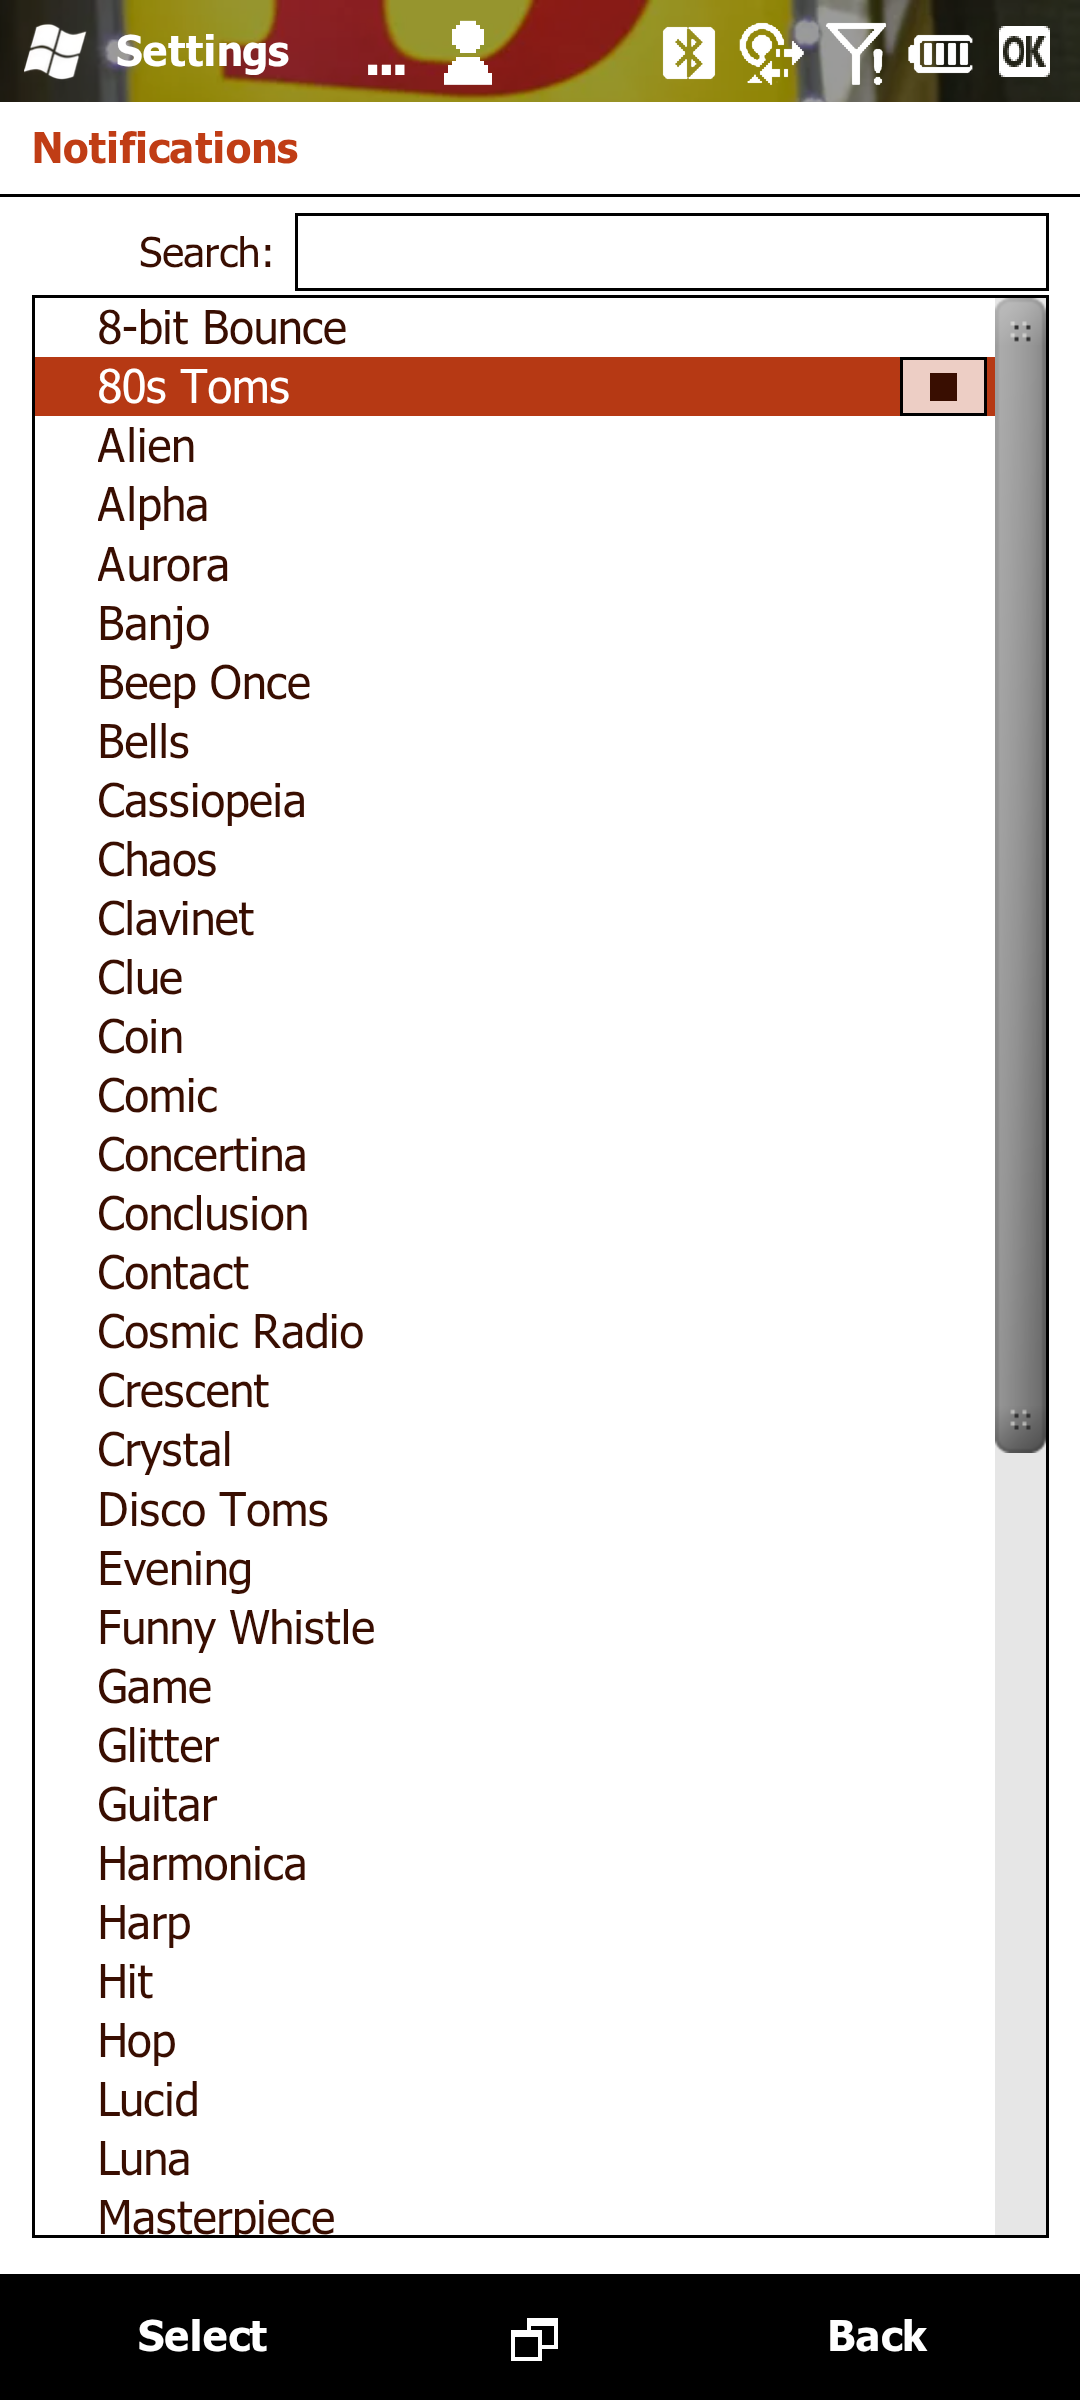 Settings
...
OK
Notifications
Search:
8-bit Bounce
80s Toms
Alien
Alpha
Aurora
Banjo
Beep Once
Bells
Cassiopeia
Chaos
Clavinet
Clue
Coin
Comic
Concertina
Conclusion
Contact
Cosmic Radio
Crescent
Crystal
Disco Toms
Evening
Funny Whistle
Game
Glitter
Guitar
Harmonica
Harp
Hit
Hop
Lucid
Luna
Masterpiece
Select
Back